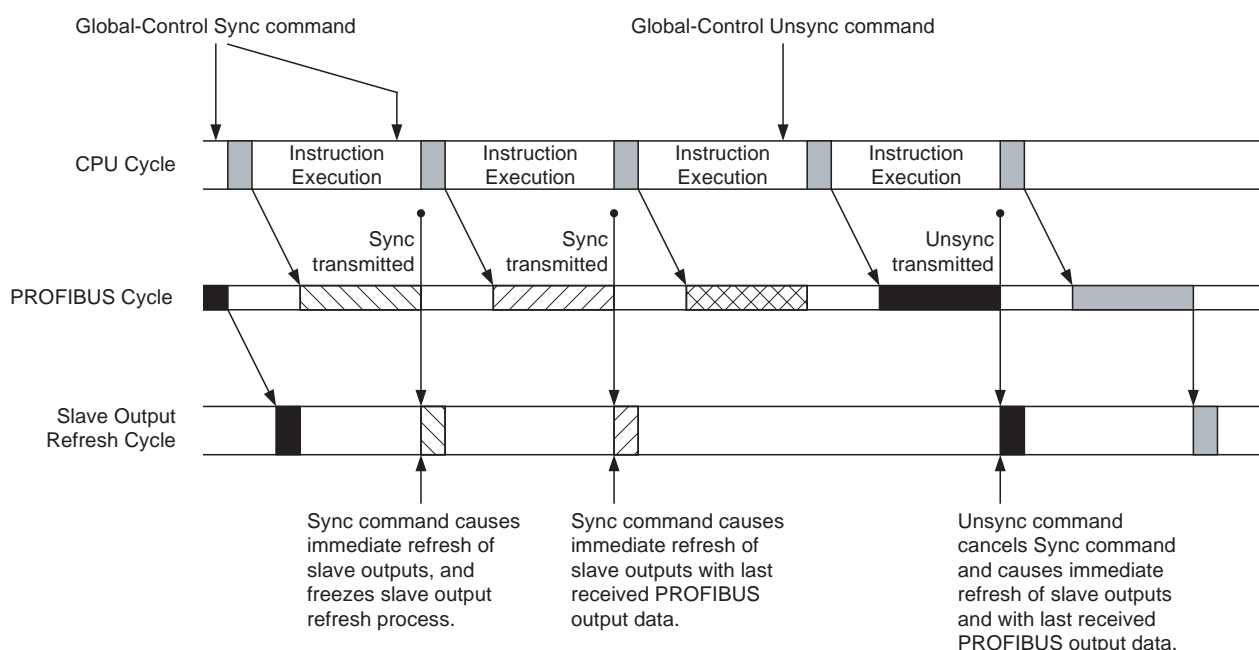 Global-Control Sync command
Global-Control Unsync command
CPU Cycle
Instruction
Execution
Instruction
Execution
Instruction
Execution
Instruction
Execution
Sync
transmitted
Sync
transmitted
Unsync
transmitted
PROFIBUS Cycle
Slave Output
Refresh Cycle
Sync command causes
immediate refresh of
slave outputs, and
freezes slave output
refresh process.
Sync command causes
immediate refresh of
slave outputs with last
received PROFIBUS
output data.
Unsync command
cancels Sync command
and causes immediate
refresh of slave outputs
and with last received
PROFIBUS output data.